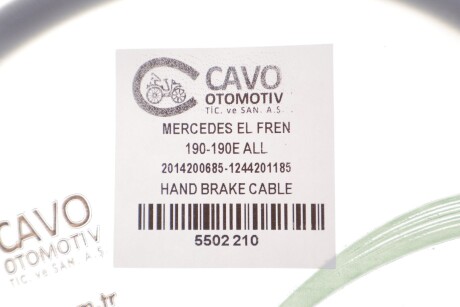 CAVO
OTOMOTIV
TİC. ve SAN. A.S.
MERCEDES EL FREN
190-190E ALL
2014200685-1244201185
HAND BRAKE CABLE
5502 210
CAVO
OTOMOTIV
TİC. ve SAN. A.S
m.tr